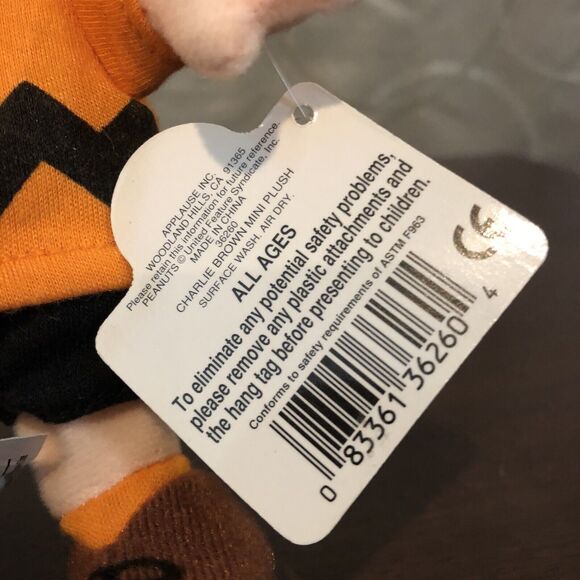 APPLAUSE INC.
WOODLAND HILLS, CA 91365
Please retain this information for future reference.
PEANUTS © United Feature Syndicate, Inc.
MADE IN CHINA
36260
CHARLIE BROWN MINI PLUSH
SURFACE WASH. AIR DRY.
ALL AGES
To eliminate any potential safety problems,
please remove any plastic attachments and
the hang tag before presenting to children.
Conforms to safety requirements of ASTM F963
CE
0 83361 36260 4